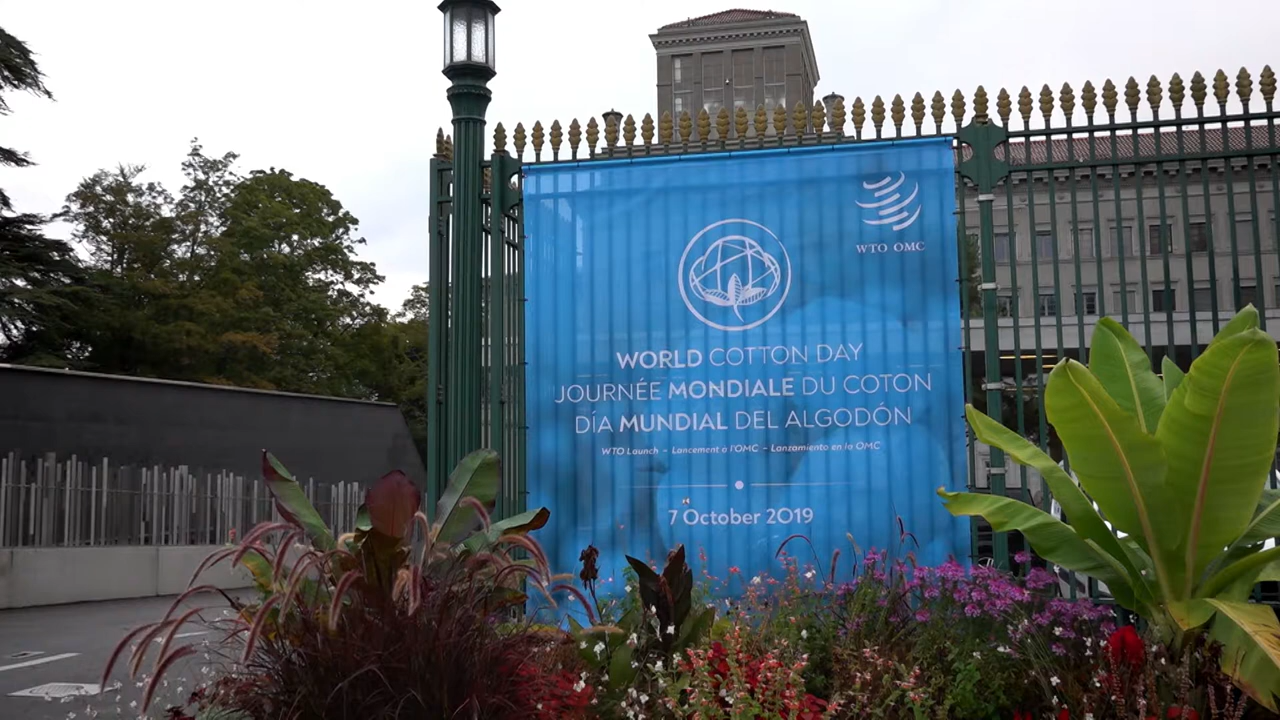 WTO OMC
WORLD COTTON DAY
JOURNÉE MONDIALE DU COTON
DÍA MUNDIAL DEL ALGODÓN
WTO Launch – Lancement à l'OMC – Lanzamiento en la OMC
7 October 2019